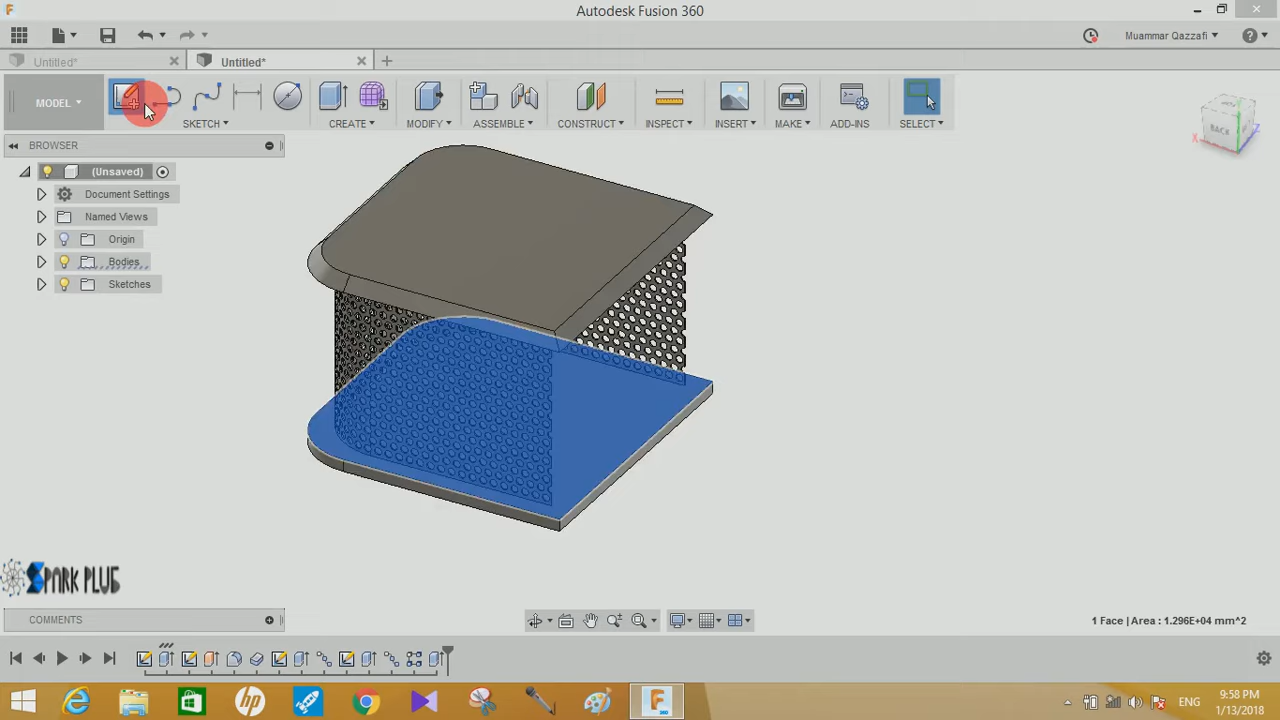 Autodesk Fusion 360
Muammar Qazzafi
Untitled*
Untitled*
MODEL
SKETCH
CREATE
MODIFY
ASSEMBLE
CONSTRUCT
INSPECT
INSERT
MAKE
ADD-INS
SELECT
BROWSER
(Unsaved)
Document Settings
Named Views
Origin
Bodies
Sketches
BACK
X
Z
SPARK PLUG
COMMENTS
1 Face | Area : 1.296E+04 mm^2
ENG
9:58 PM
1/13/2018